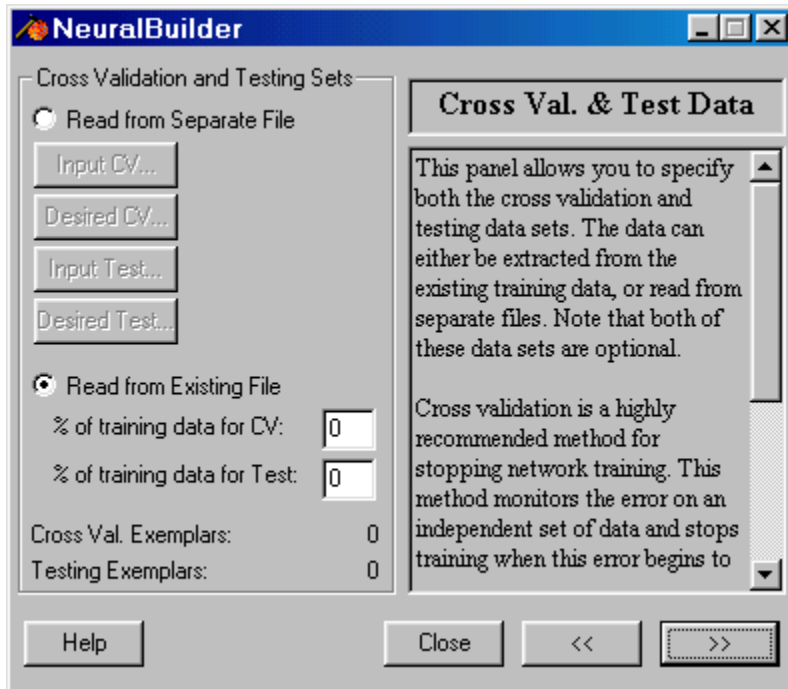 NeuralBuilder
Cross Validation and Testing Sets
Read from Separate File
Input CV...
Desired CV...
Input Test...
Desired Test...
Read from Existing File
% of training data for CV: 0
% of training data for Test: 0
Cross Val. Exemplars: 0
Testing Exemplars: 0
Cross Val. & Test Data
This panel allows you to specify
both the cross validation and
testing data sets. The data can
either be extracted from the
existing training data, or read from
separate files. Note that both of
these data sets are optional.
Cross validation is a highly
recommended method for
stopping network training. This
method monitors the error on an
independent set of data and stops
training when this error begins to
Help
Close
<<
>>